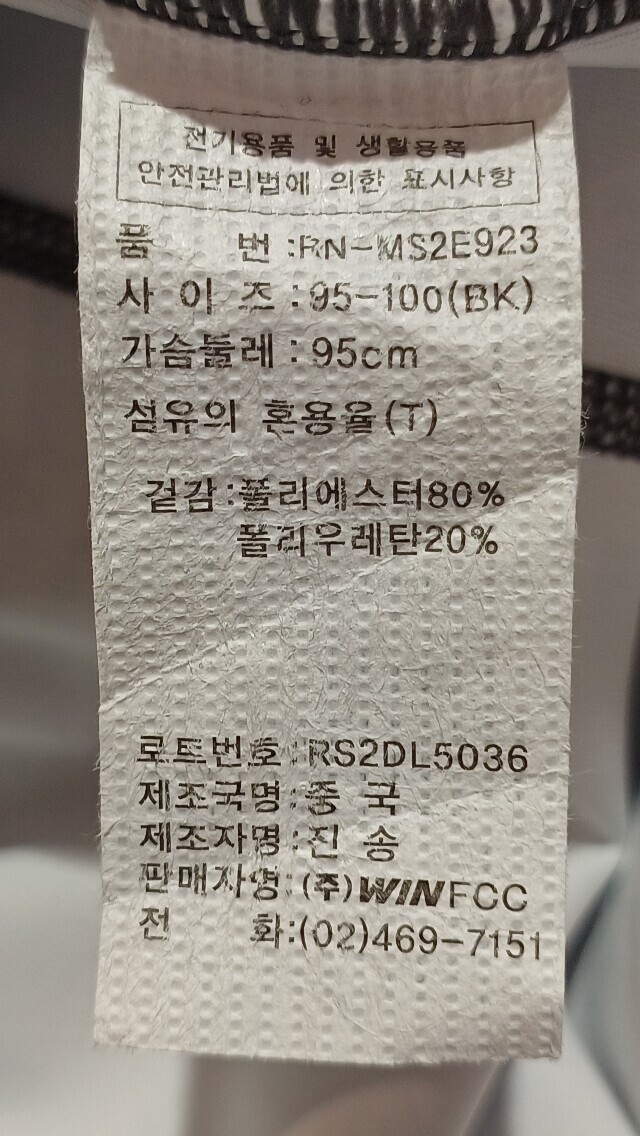 전기용품 및 생활용품
안전관리법에 의한 표시사항
품 번 :RN-MS2E923
사 이 즈 :95-100(BK)
가슴둘레 : 95cm
섬유의 혼용율(T)
겉감:폴리에스터80%
폴리우레탄20%
로트번호:RS2DL5036
제조국명:중 국
제조자명:진 송
판매자명:(주)WINFCC
전 화:(02)469-7151